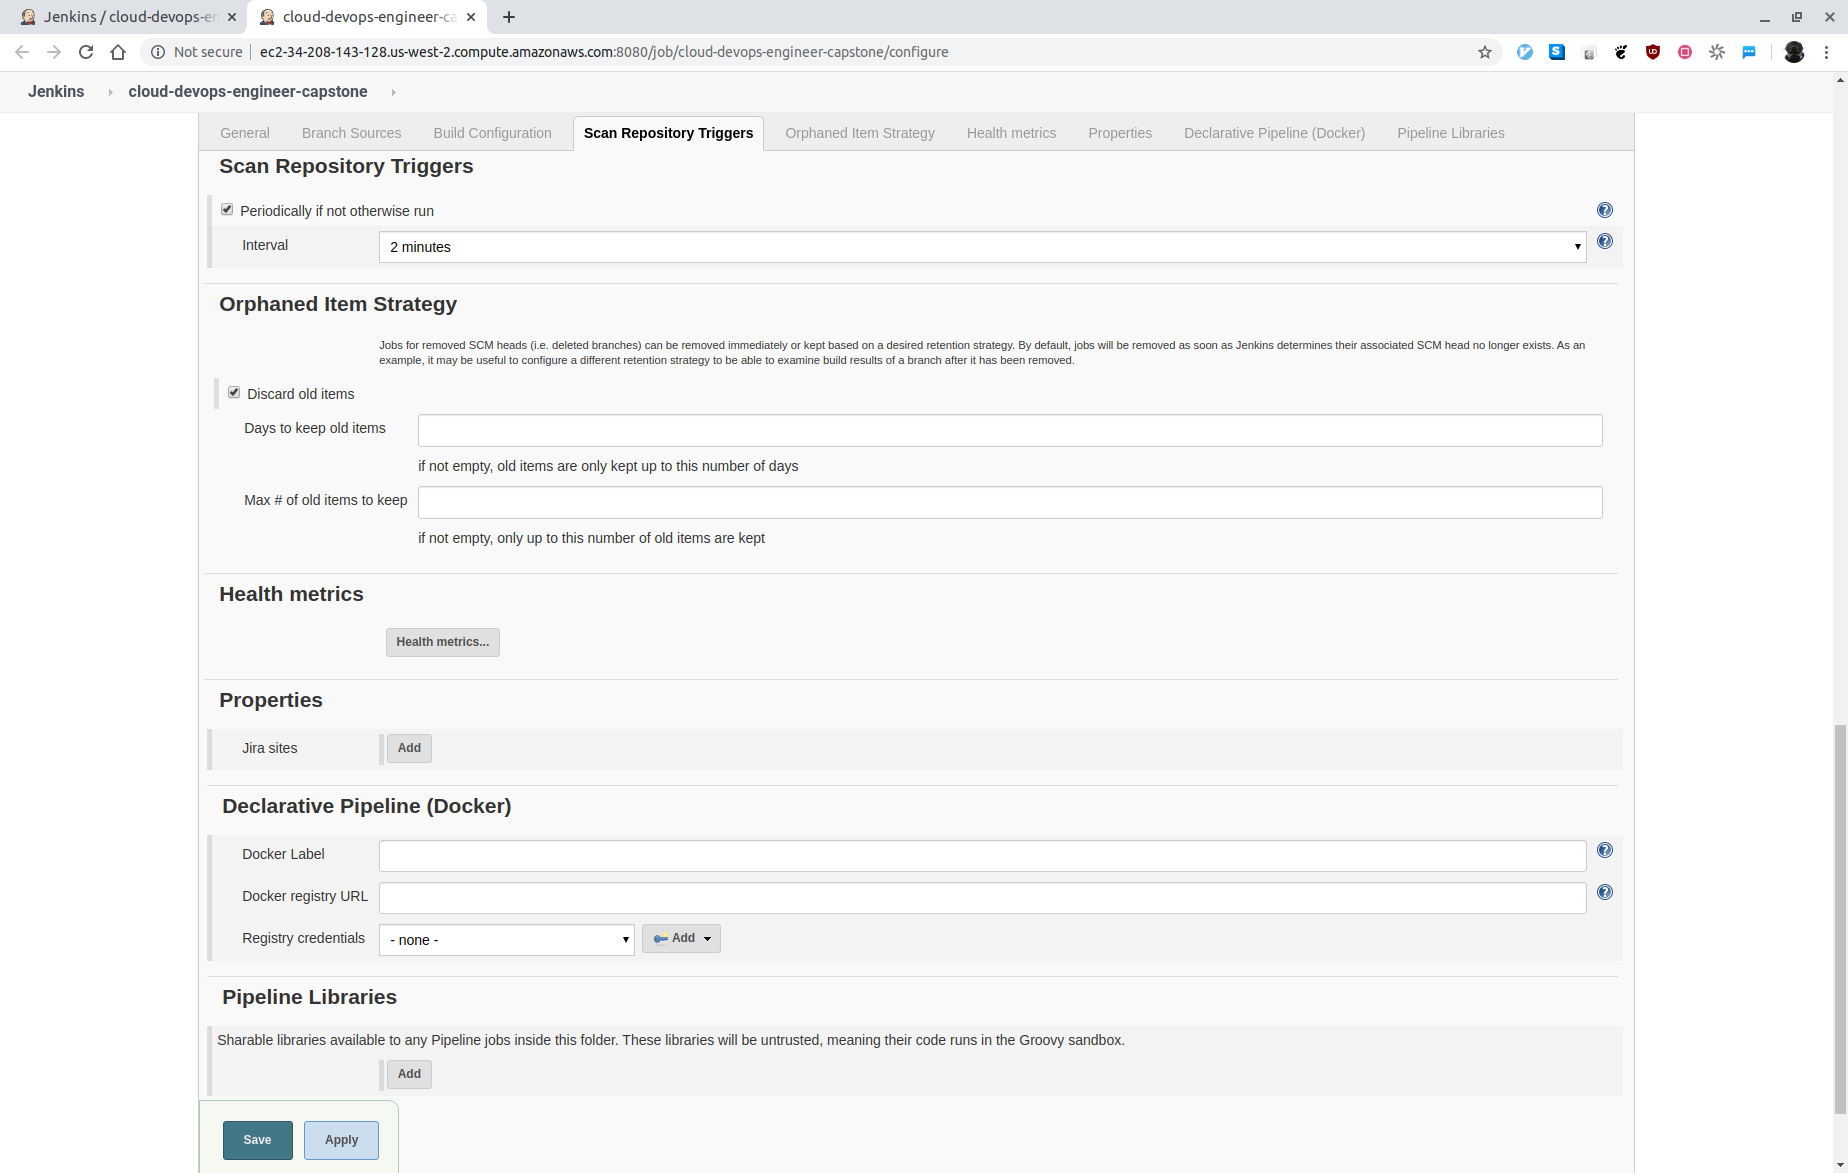 Jenkins / cloud-devops-en
cloud-devops-engineer-ca
Not secure
ec2-34-208-143-128.us-west-2.compute.amazonaws.com:8080/job/cloud-devops-engineer-capstone/configure
Jenkins
cloud-devops-engineer-capstone
General
Branch Sources
Build Configuration
Scan Repository Triggers
Orphaned Item Strategy
Health metrics
Properties
Declarative Pipeline (Docker)
Pipeline Libraries
Scan Repository Triggers
Periodically if not otherwise run
Interval
2 minutes
Orphaned Item Strategy
Jobs for removed SCM heads (i.e. deleted branches) can be removed immediately or kept based on a desired retention strategy. By default, jobs will be removed as soon as Jenkins determines their associated SCM head no longer exists. As an
example, it may be useful to configure a different retention strategy to be able to examine build results of a branch after it has been removed.
Discard old items
Days to keep old items
if not empty, old items are only kept up to this number of days
Max # of old items to keep
if not empty, only up to this number of old items are kept
Health metrics
Health metrics...
Properties
Jira sites
Add
Declarative Pipeline (Docker)
Docker Label
Docker registry URL
Registry credentials
- none -
Add
Pipeline Libraries
Sharable libraries available to any Pipeline jobs inside this folder. These libraries will be untrusted, meaning their code runs in the Groovy sandbox.
Add
Save
Apply